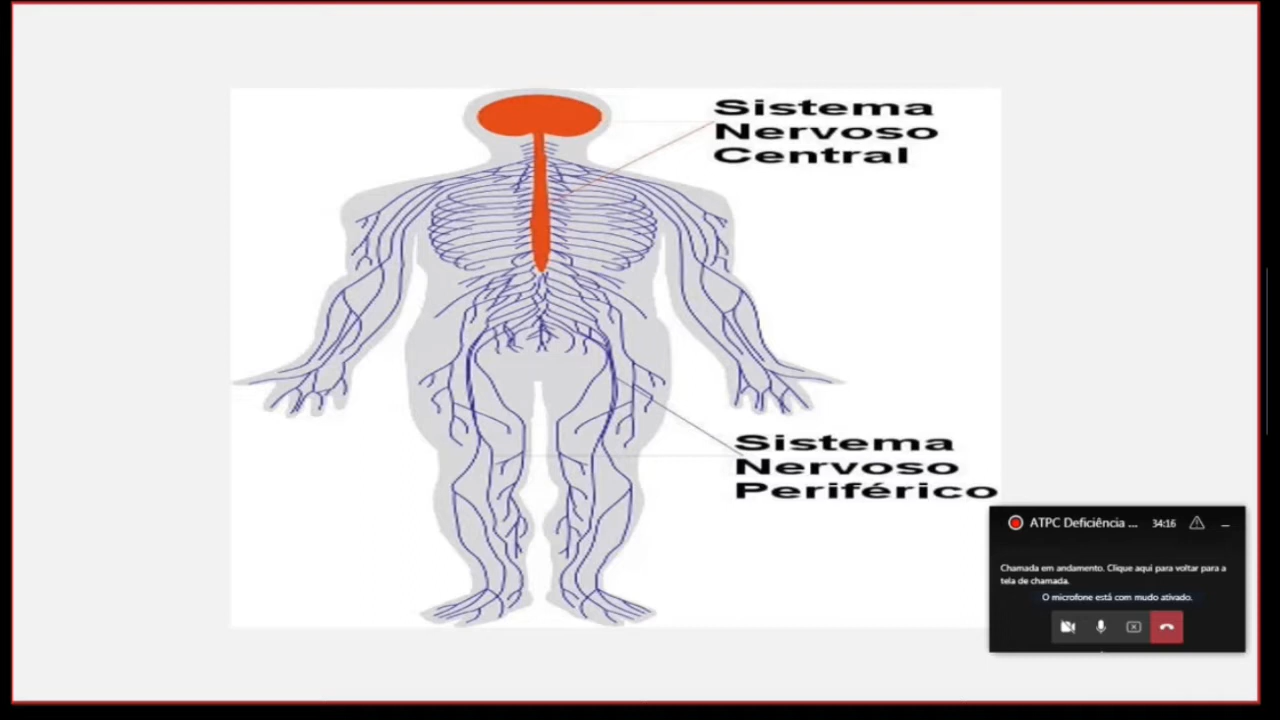 Sistema
Nervoso
Central
Sistema
Nervoso
Periférico
ATPC Deficiência ... 34:16
Chamada em andamento. Clique aqui para voltar para a
tela de chamada.
O microfone está com mudo ativado.